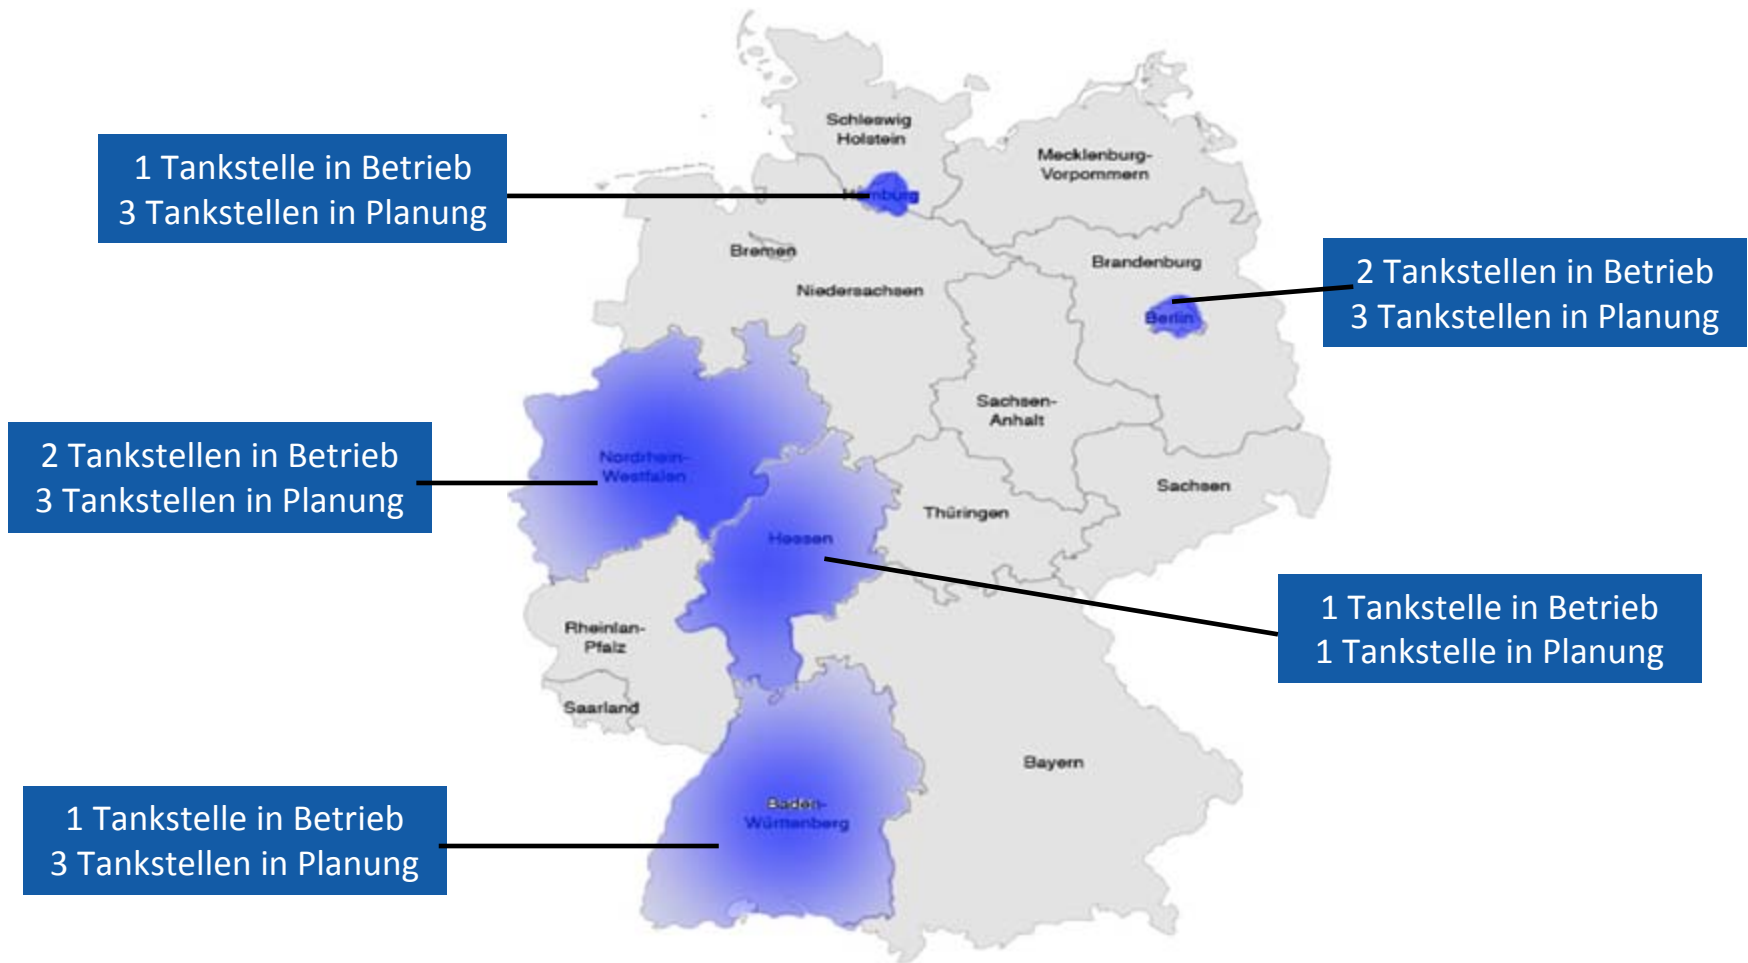 Schleswig
Holstein
Mecklenburg-
Vorpommern
1 Tankstelle in Betrieb
3 Tankstellen in Planung
Hamburg
Bremen
Brandenburg
2 Tankstellen in Betrieb
3 Tankstellen in Planung
Niedersachsen
Berlin
Sachsen-
Anhalt
2 Tankstellen in Betrieb
3 Tankstellen in Planung
Nordrhein-
Westfalen
Sachsen
Thüringen
Hessen
1 Tankstelle in Betrieb
1 Tankstelle in Planung
Rheinlan-
Pfalz
Saarland
Bayern
1 Tankstelle in Betrieb
3 Tankstellen in Planung
Baden-
Württenberg